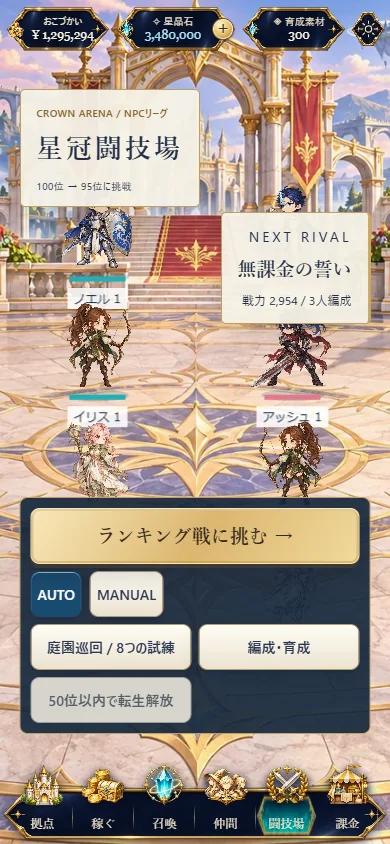 おこづかい
¥ 1,295,294
✧ 星晶石
3,480,000
+
◈ 育成素材
300
CROWN ARENA / NPCリーグ
星冠闘技場
100位 → 95位に挑戦
NEXT RIVAL
無課金の誓い
戦力 2,954 / 3人編成
ノエル 1
イリス 1
アッシュ 1
ランキング戦に挑む →
AUTO
MANUAL
庭園巡回 / 8つの試練
編成・育成
50位以内で転生解放
拠点
稼ぐ
召喚
仲間
闘技場
課金